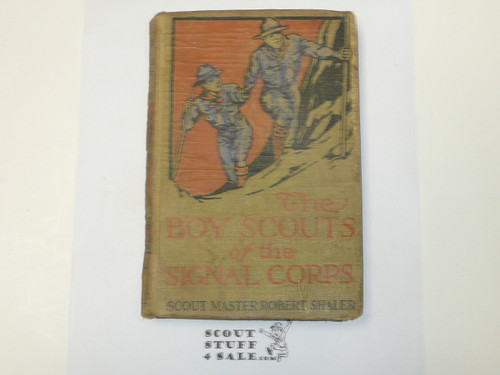 The
BOY SCOUTS
of the
SIGNAL CORPS
SCOUT MASTER ROBERT SHALER
SCOUT
STUFF
4 SALE.com